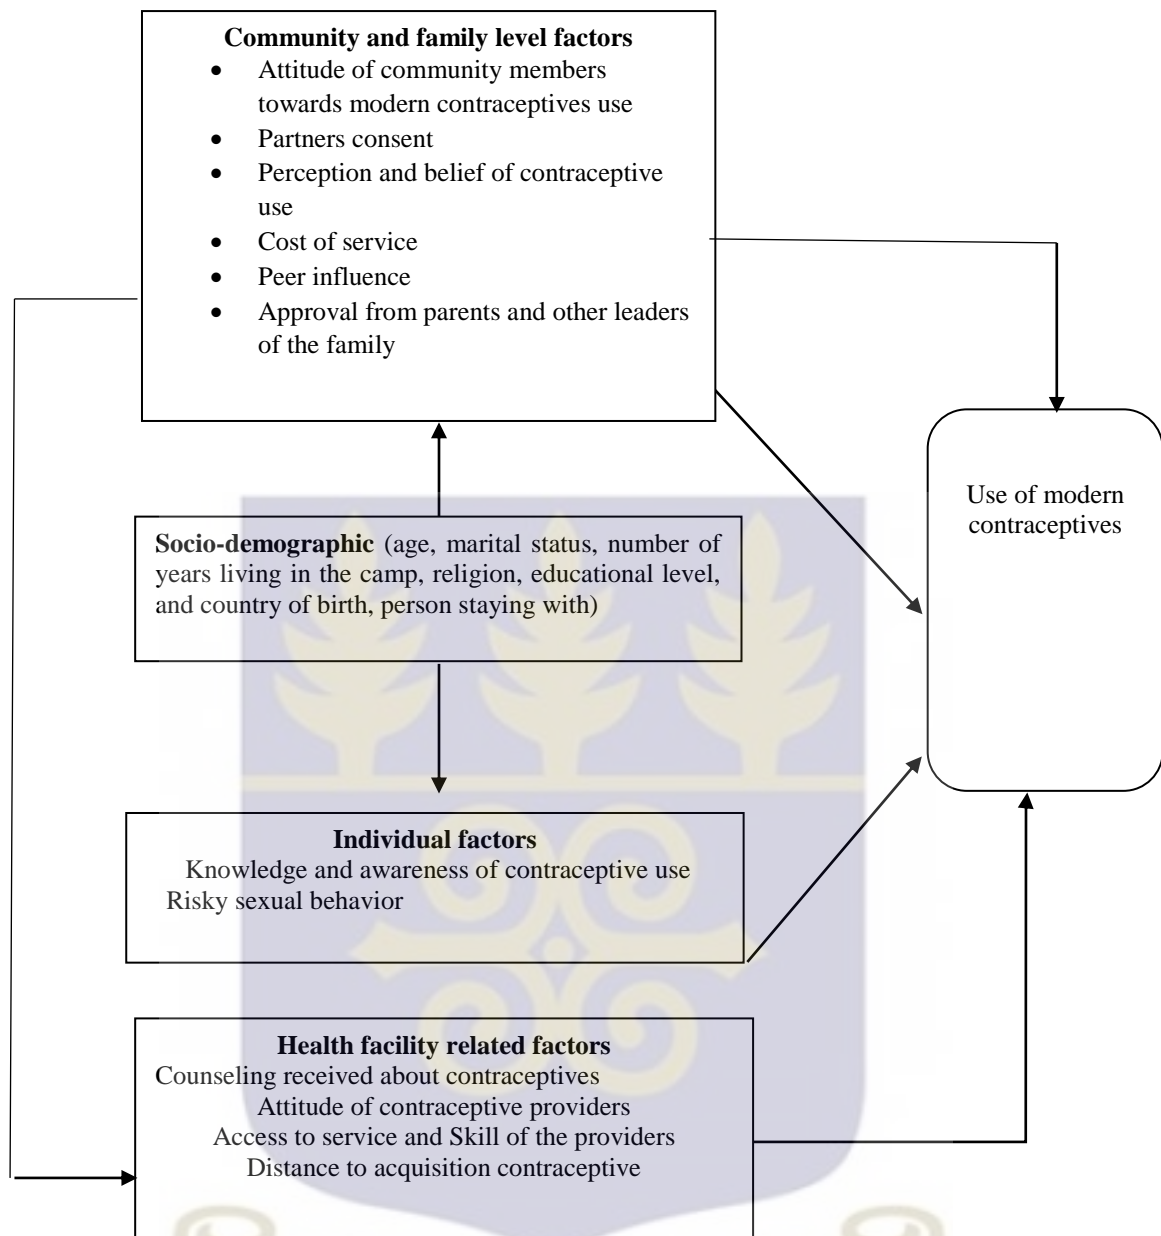 Community and family level factors
• Attitude of community members
towards modern contraceptives use
• Partners consent
• Perception and belief of contraceptive
use
• Cost of service
• Peer influence
• Approval from parents and other leaders
of the family
Use of modern
contraceptives
Socio-demographic (age, marital status, number of
years living in the camp, religion, educational level,
and country of birth, person staying with)
Individual factors
Knowledge and awareness of contraceptive use
Risky sexual behavior
Health facility related factors
Counseling received about contraceptives
Attitude of contraceptive providers
Access to service and Skill of the providers
Distance to acquisition contraceptive